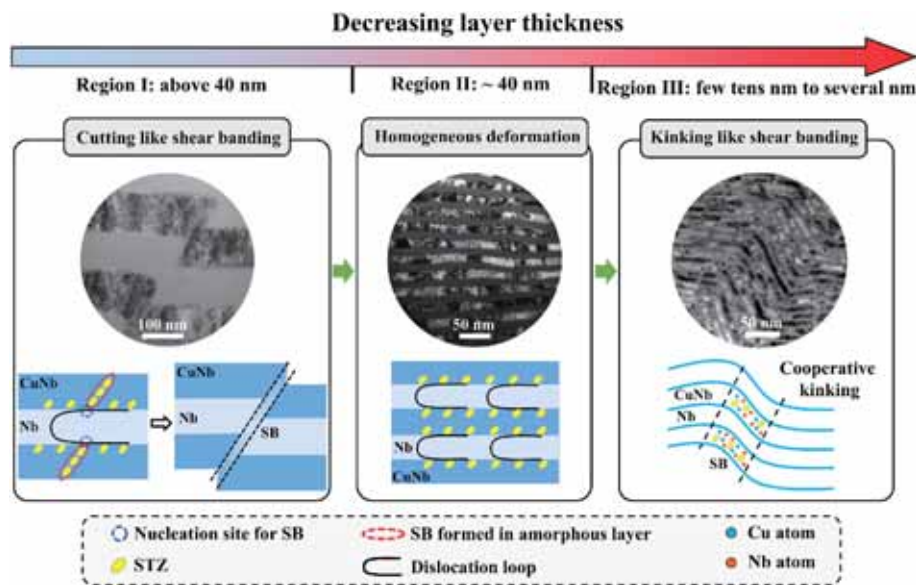 Decreasing layer thickness
Region I: above 40 nm
Region II: ~ 40 nm
Region III: few tens nm to several nm
Cutting like shear banding
Homogeneous deformation
Kinking like shear banding
100 nm
50 nm
50 nm
CuNb
Nb
CuNb
Nb
SB
Nb
CuNb
Cooperative
kinking
CuNb
Nb
SB
Nucleation site for SB
SB formed in amorphous layer
Cu atom
STZ
Dislocation loop
Nb atom